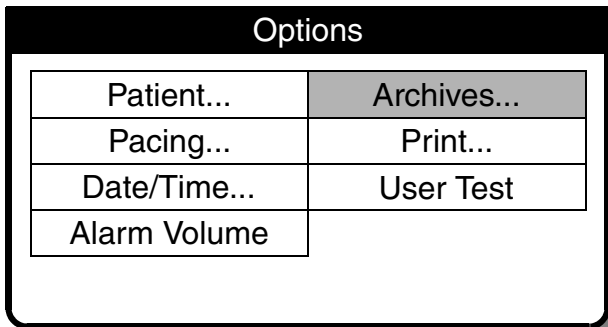 Options
Patient... Archives...
Pacing... Print...
Date/Time... User Test
Alarm Volume